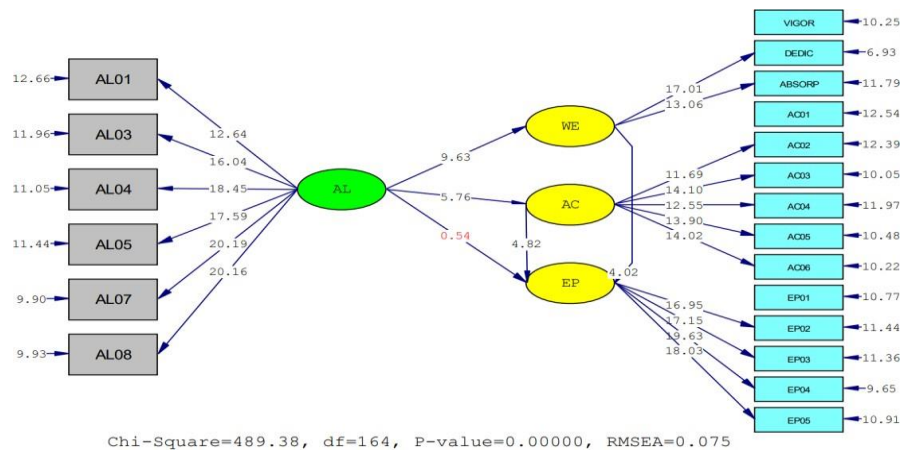 VIGOR 10.25
DEDIC 6.93
12.66 AL01 17.01 ABSORP 11.79
13.06
AC01 12.54
11.96 AL03 12.64 WE
9.63 AC02 12.39
16.04 11.69
11.05 AL04 18.45 AL 14.10 AC03 10.05
5.76 AC 12.55 AC04 11.97
17.59 13.90
11.44 AL05 0.54 4.82 14.02 AC05 10.48
20.19 AC06 10.22
20.16 EP 4.02
9.90 AL07 16.95 EP01 10.77
17.15 EP02 11.44
19.63
9.93 AL08 18.03 EP03 11.36
EP04 9.65
EP05 10.91
Chi-Square=489.38, df=164, P-value=0.00000, RMSEA=0.075